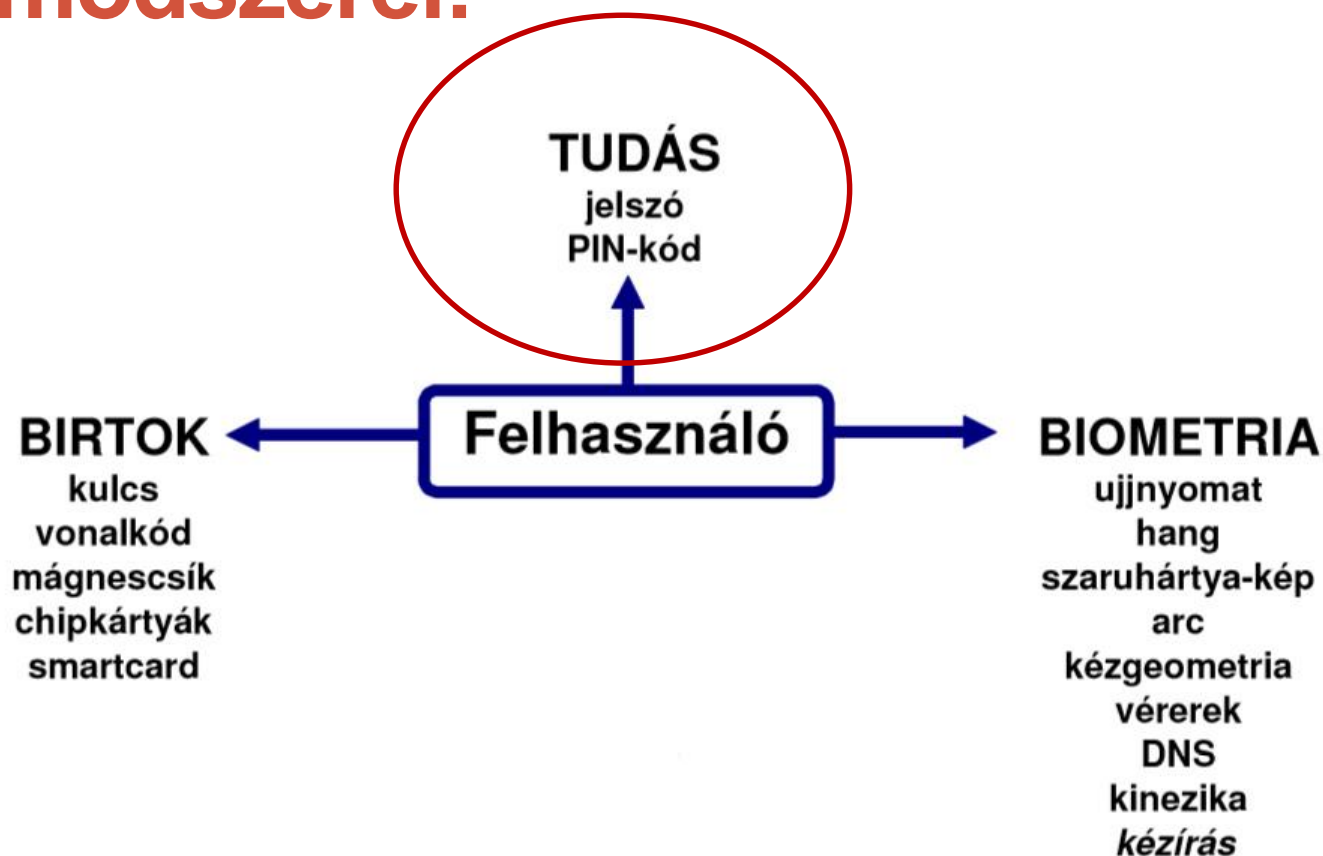 módszerei:
TUDÁS
jelszó
PIN-kód
Felhasználó
BIRTOK
kulcs
vonalkód
mágnescsík
chipkártyák
smartcard
BIOMETRIA
ujjnyomat
hang
szaruhártya-kép
arc
kézgeometria
vérerek
DNS
kinezika
kézírás